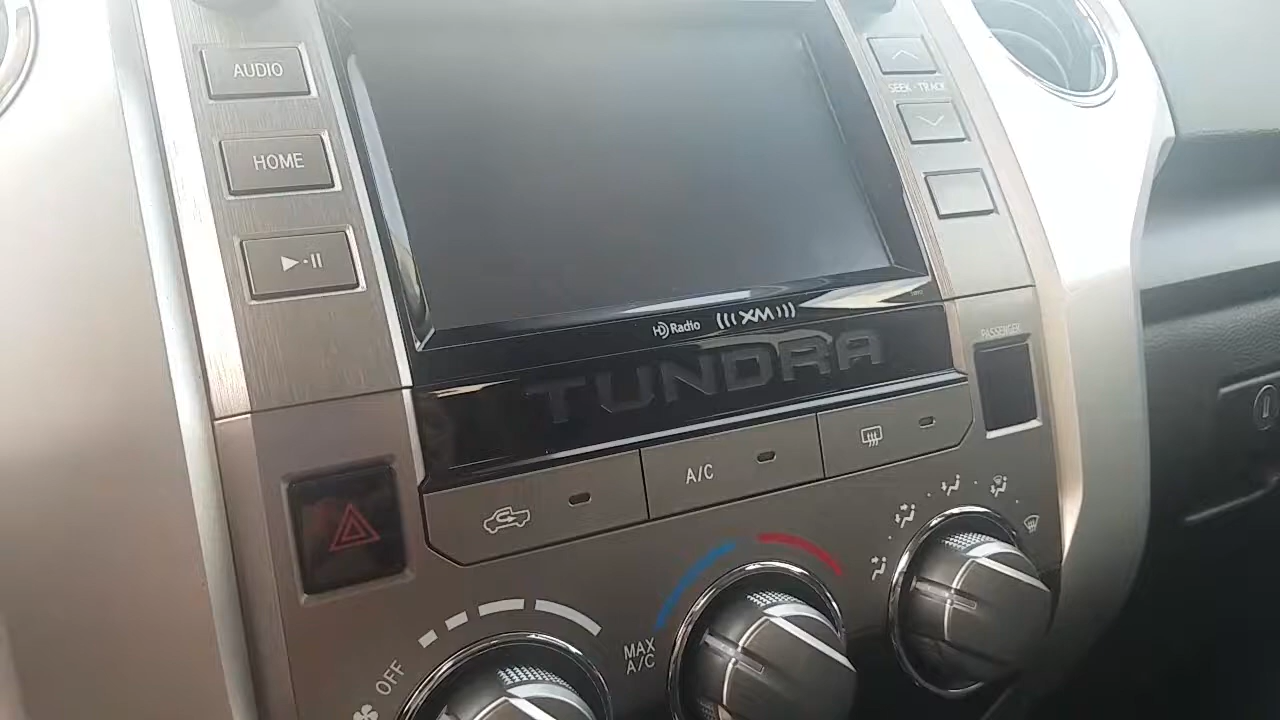 AUDIO
HOME
SEEK • TRACK
HD Radio
(((XM)))
TUNDRA
PASSENGER
A/C
MAX
A/C
OFF